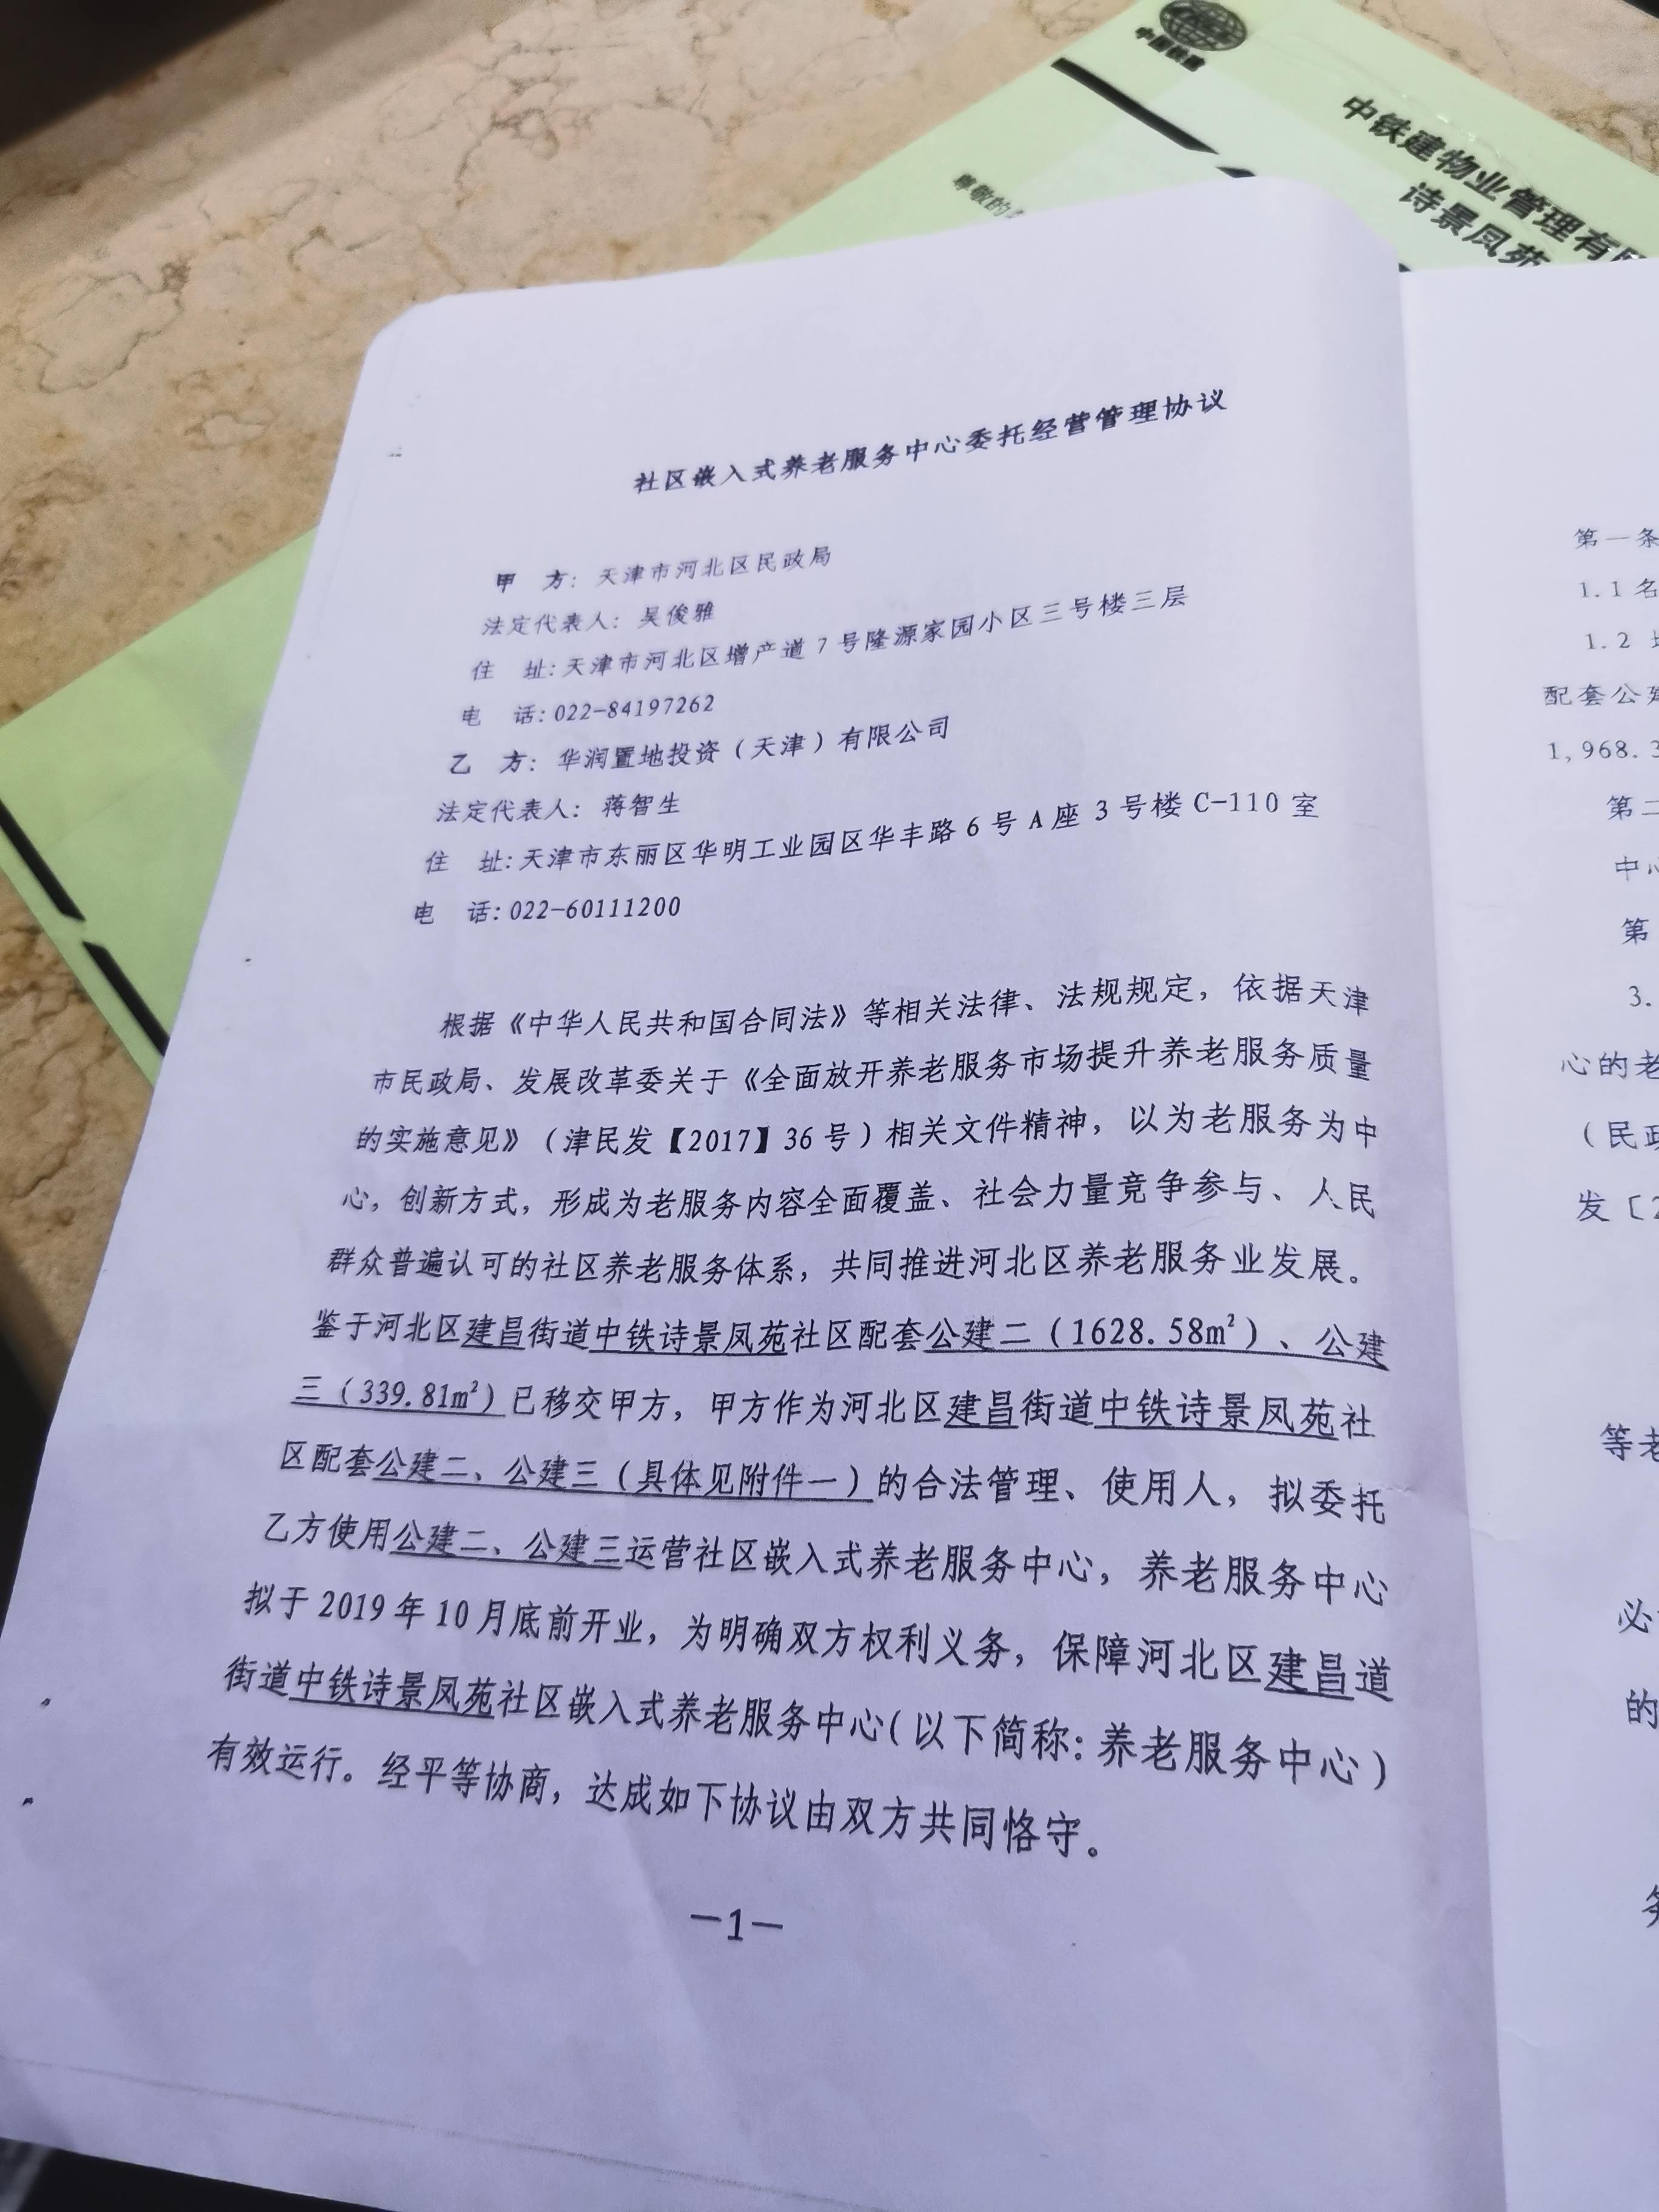 中国铁建
中铁建物业管理有限
诗景凤苑
尊敬的
社区嵌入式养老服务中心委托经营管理协议
甲 方：天津市河北区民政局
法定代表人：吴俊雅
住 址：天津市河北区增产道 7 号隆源家园小区三号楼三层
电 话：022-84197262
乙 方：华润置地投资（天津）有限公司
法定代表人：蒋智生
住 址：天津市东丽区华明工业园区华丰路 6 号 A 座 3 号楼 C-110 室
电 话：022-60111200
根据《中华人民共和国合同法》等相关法律、法规规定，依据天津
市民政局、发展改革委关于《全面放开养老服务市场提升养老服务质量
的实施意见》（津民发【2017】36 号）相关文件精神，以为老服务为中
心，创新方式，形成为老服务内容全面覆盖、社会力量竞争参与、人民
群众普遍认可的社区养老服务体系，共同推进河北区养老服务业发展。
鉴于河北区建昌街道中铁诗景凤苑社区配套公建二（1628.58m²）、公建
三（339.81m²）已移交甲方，甲方作为河北区建昌街道中铁诗景凤苑社
区配套公建二、公建三（具体见附件一）的合法管理、使用人，拟委托
乙方使用公建二、公建三运营社区嵌入式养老服务中心，养老服务中心
拟于 2019 年 10 月底前开业，为明确双方权利义务，保障河北区建昌道
街道中铁诗景凤苑社区嵌入式养老服务中心（以下简称：养老服务中心）
有效运行。经平等协商，达成如下协议由双方共同恪守。
—1—
第一条
1.1 名
1.2
配套公建
1,968.3
第二
中心
第
3.
心的老
（民政
发〔2
等老
必
的